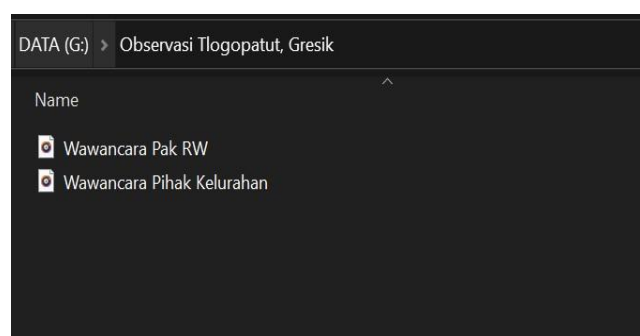 DATA (G:) > Observasi Tlogopatut, Gresik
Name
Wawancara Pak RW
Wawancara Pihak Kelurahan